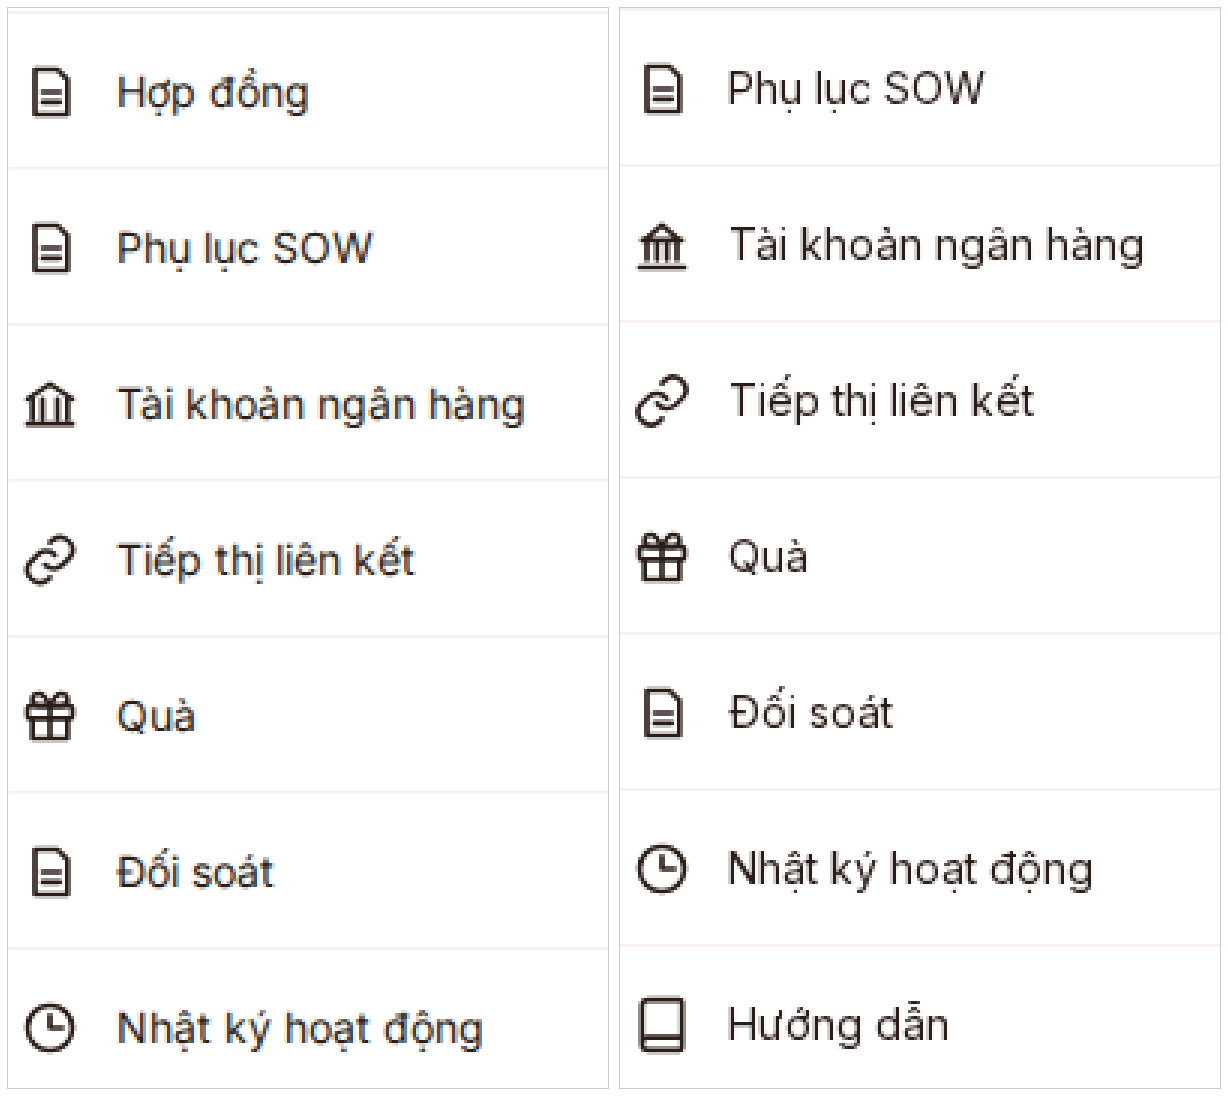 Hợp đồng
Phụ lục SOW
Tài khoản ngân hàng
Tiếp thị liên kết
Quà
Đối soát
Nhật ký hoạt động
Phụ lục SOW
Tài khoản ngân hàng
Tiếp thị liên kết
Quà
Đối soát
Nhật ký hoạt động
Hướng dẫn